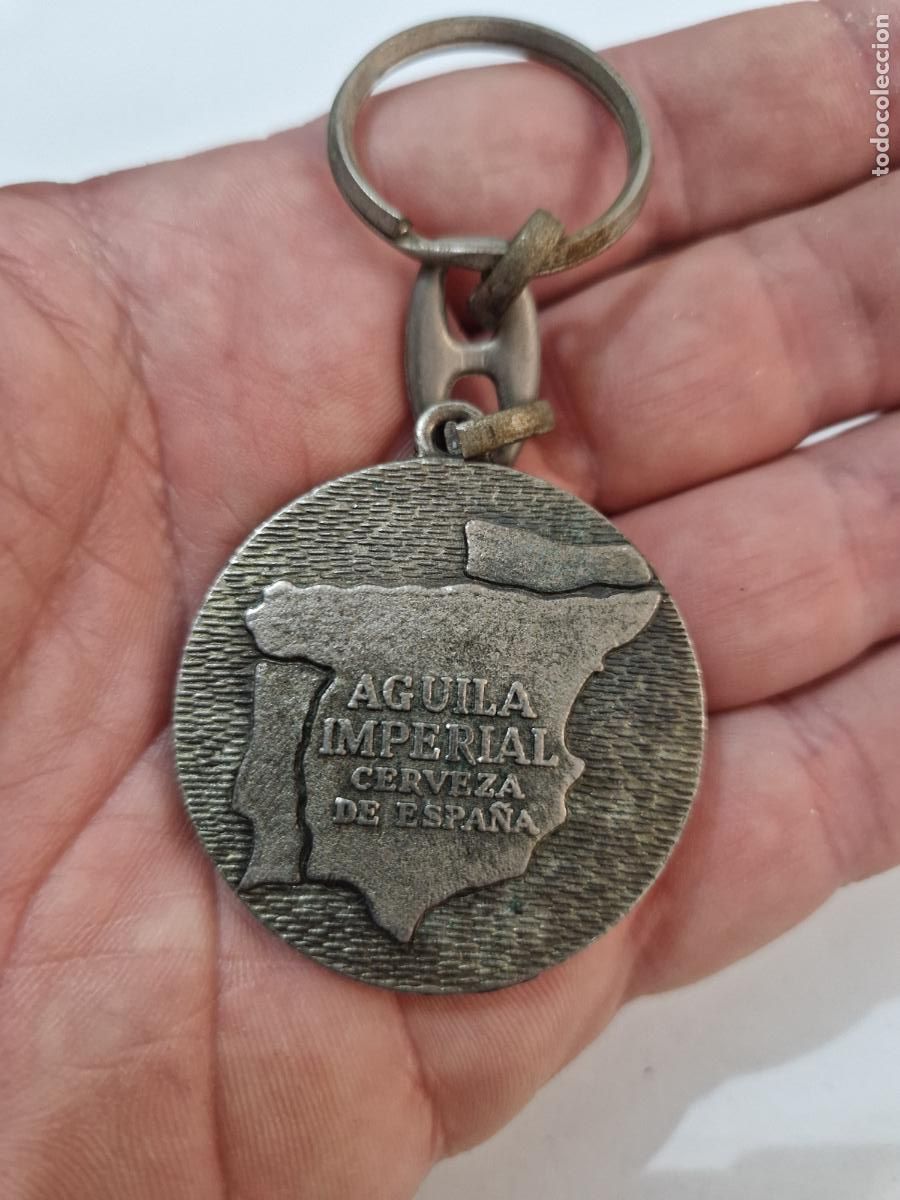 AGUILA
IMPERIAL
CERVEZA
DE ESPAÑA
todocoleccion